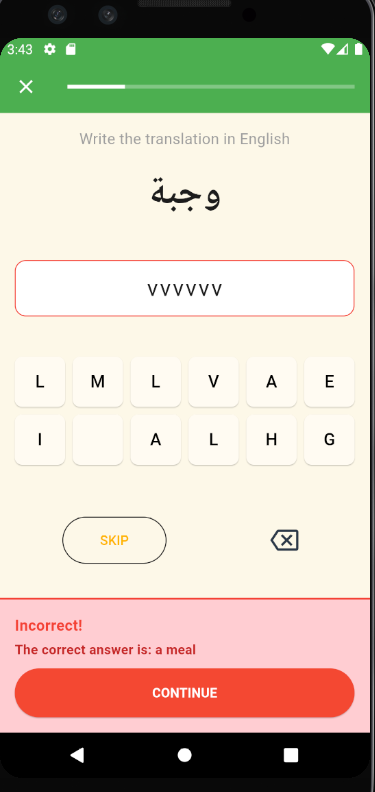 3:43
Write the translation in English
وجبة
vvvvvv
L M L V A E
I A L H G
SKIP
Incorrect!
The correct answer is: a meal
CONTINUE